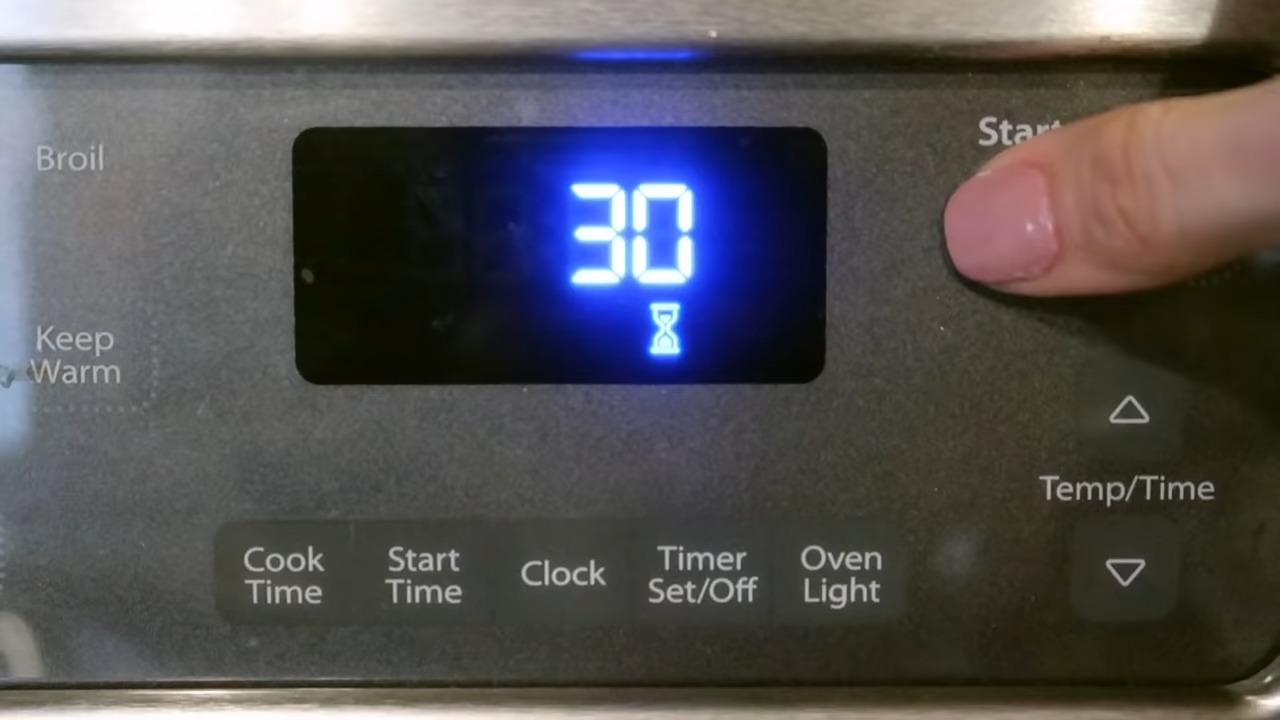 Broil
30
Start
Keep
Warm
Temp/Time
Cook
Time
Start
Time
Clock
Timer
Set/Off
Oven
Light